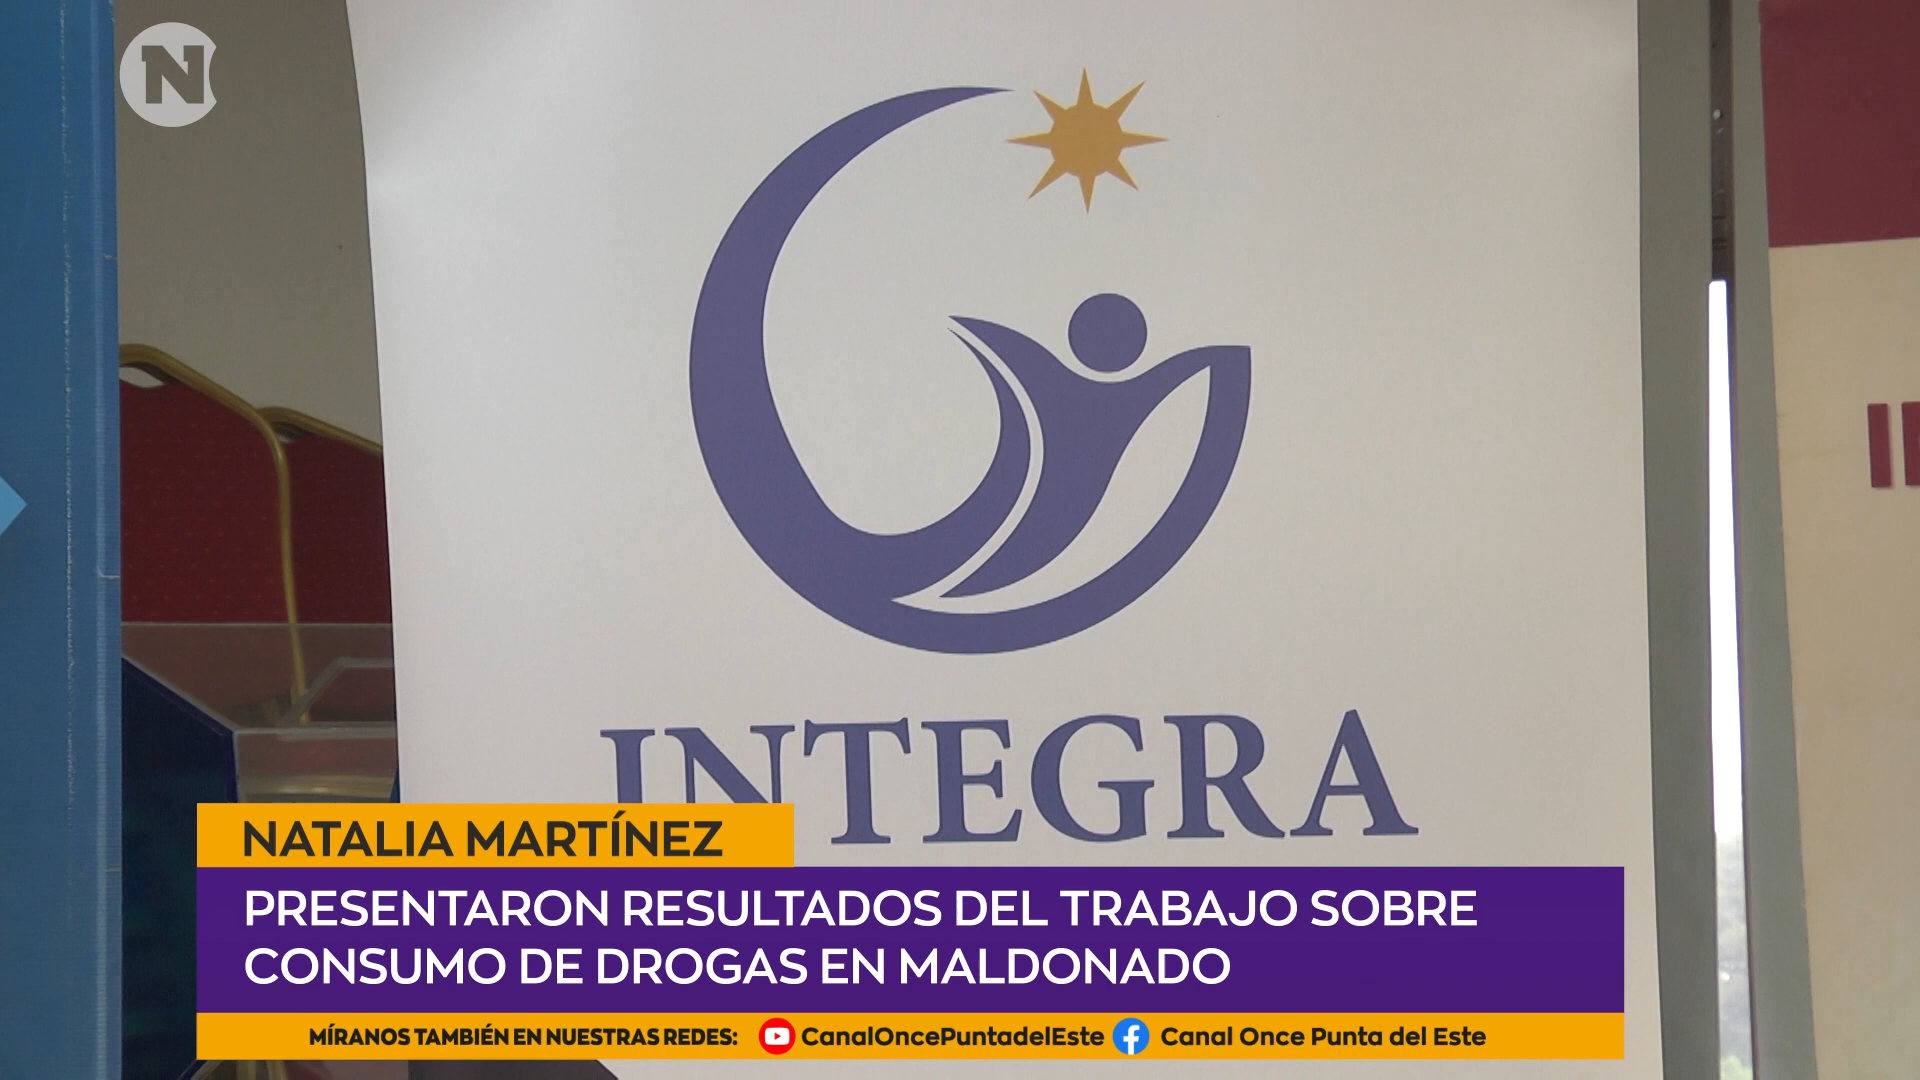 N
INTEGRA
NATALIA MARTÍNEZ
PRESENTARON RESULTADOS DEL TRABAJO SOBRE
CONSUMO DE DROGAS EN MALDONADO
MÍRANOS TAMBIÉN EN NUESTRAS REDES: CanalOncePuntadelEste Canal Once Punta del Este